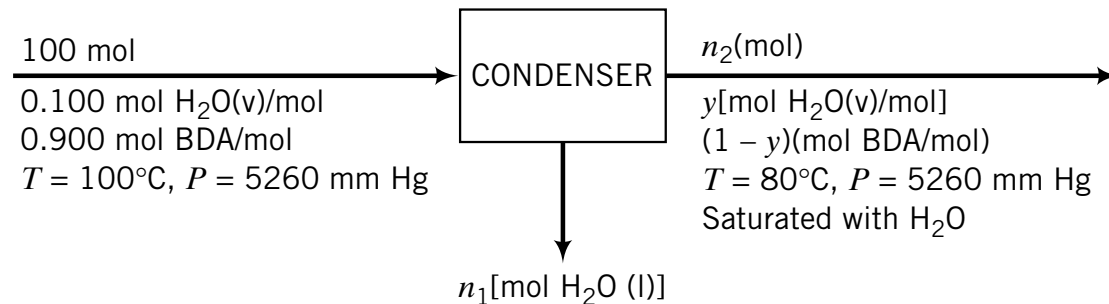 100 mol
0.100 mol H₂O(v)/mol
0.900 mol BDA/mol
T = 100°C, P = 5260 mm Hg
CONDENSER
n₂(mol)
y[mol H₂O(v)/mol]
(1 – y)(mol BDA/mol)
T = 80°C, P = 5260 mm Hg
Saturated with H₂O
n₁[mol H₂O (l)]